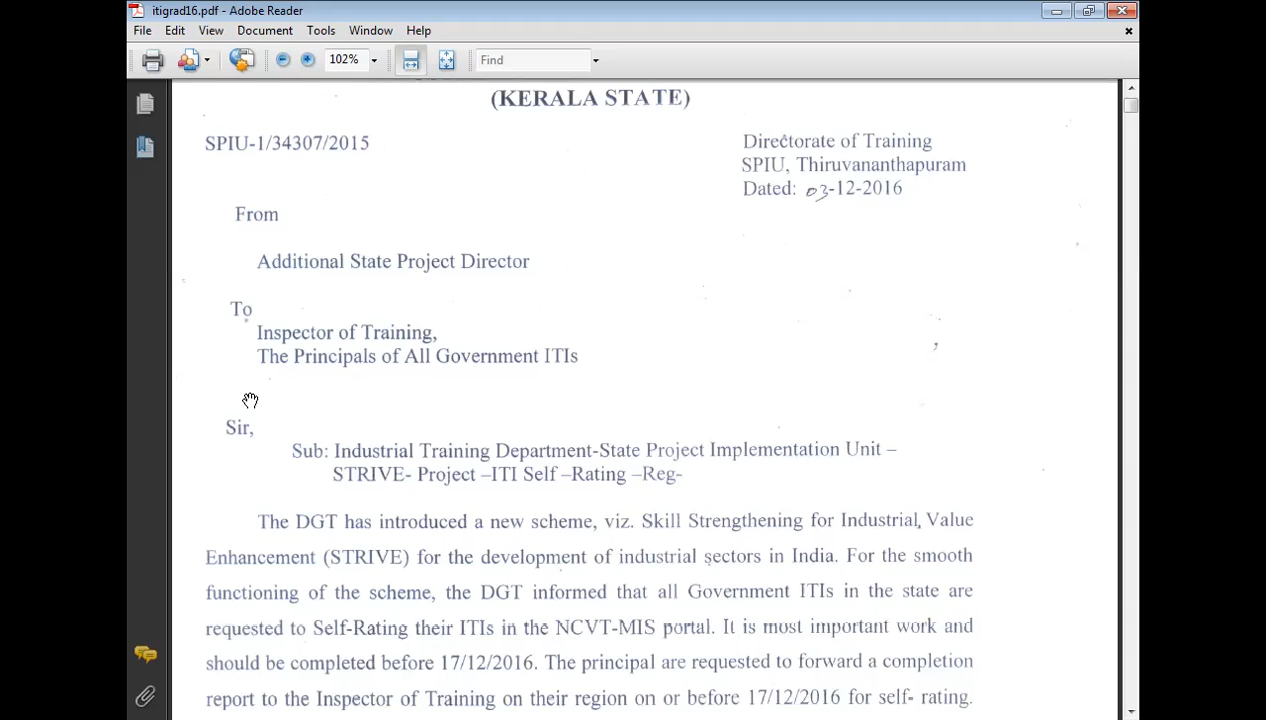 itigrad16.pdf - Adobe Reader
File Edit View Document Tools Window Help
102% Find
(KERALA STATE)
SPIU-1/34307/2015
Directorate of Training
SPIU, Thiruvananthapuram
Dated: 03-12-2016
From
Additional State Project Director
To
Inspector of Training,
The Principals of All Government ITIs
Sir,
Sub: Industrial Training Department-State Project Implementation Unit –
STRIVE- Project –ITI Self –Rating –Reg-
The DGT has introduced a new scheme, viz. Skill Strengthening for Industrial Value
Enhancement (STRIVE) for the development of industrial sectors in India. For the smooth
functioning of the scheme, the DGT informed that all Government ITIs in the state are
requested to Self-Rating their ITIs in the NCVT-MIS portal. It is most important work and
should be completed before 17/12/2016. The principal are requested to forward a completion
report to the Inspector of Training on their region on or before 17/12/2016 for self- rating.